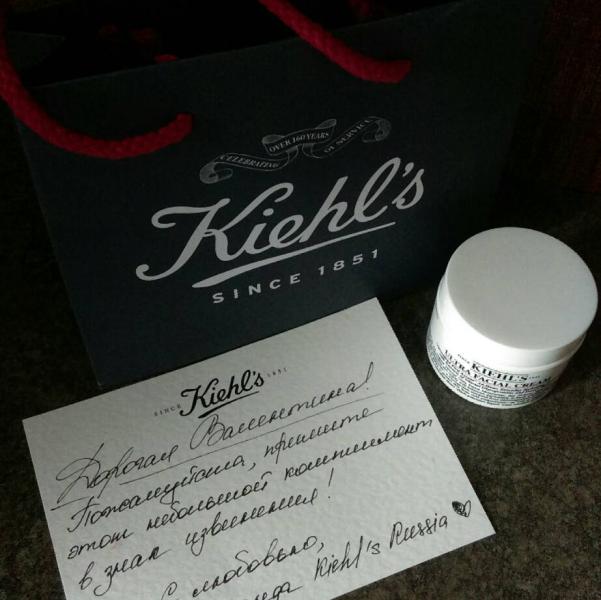 CELEBRATING OVER 160 YEARS OF SERVICE
Kiehl's
SINCE 1851
KIEHL'S
ULTRA FACIAL CREAM
SINCE Kiehl's 1851
Дорогая Валентина!
Пожалуйста, примите
этот небольшой комплимент
в знак извинения!
С любовью,
Kiehl's Russia